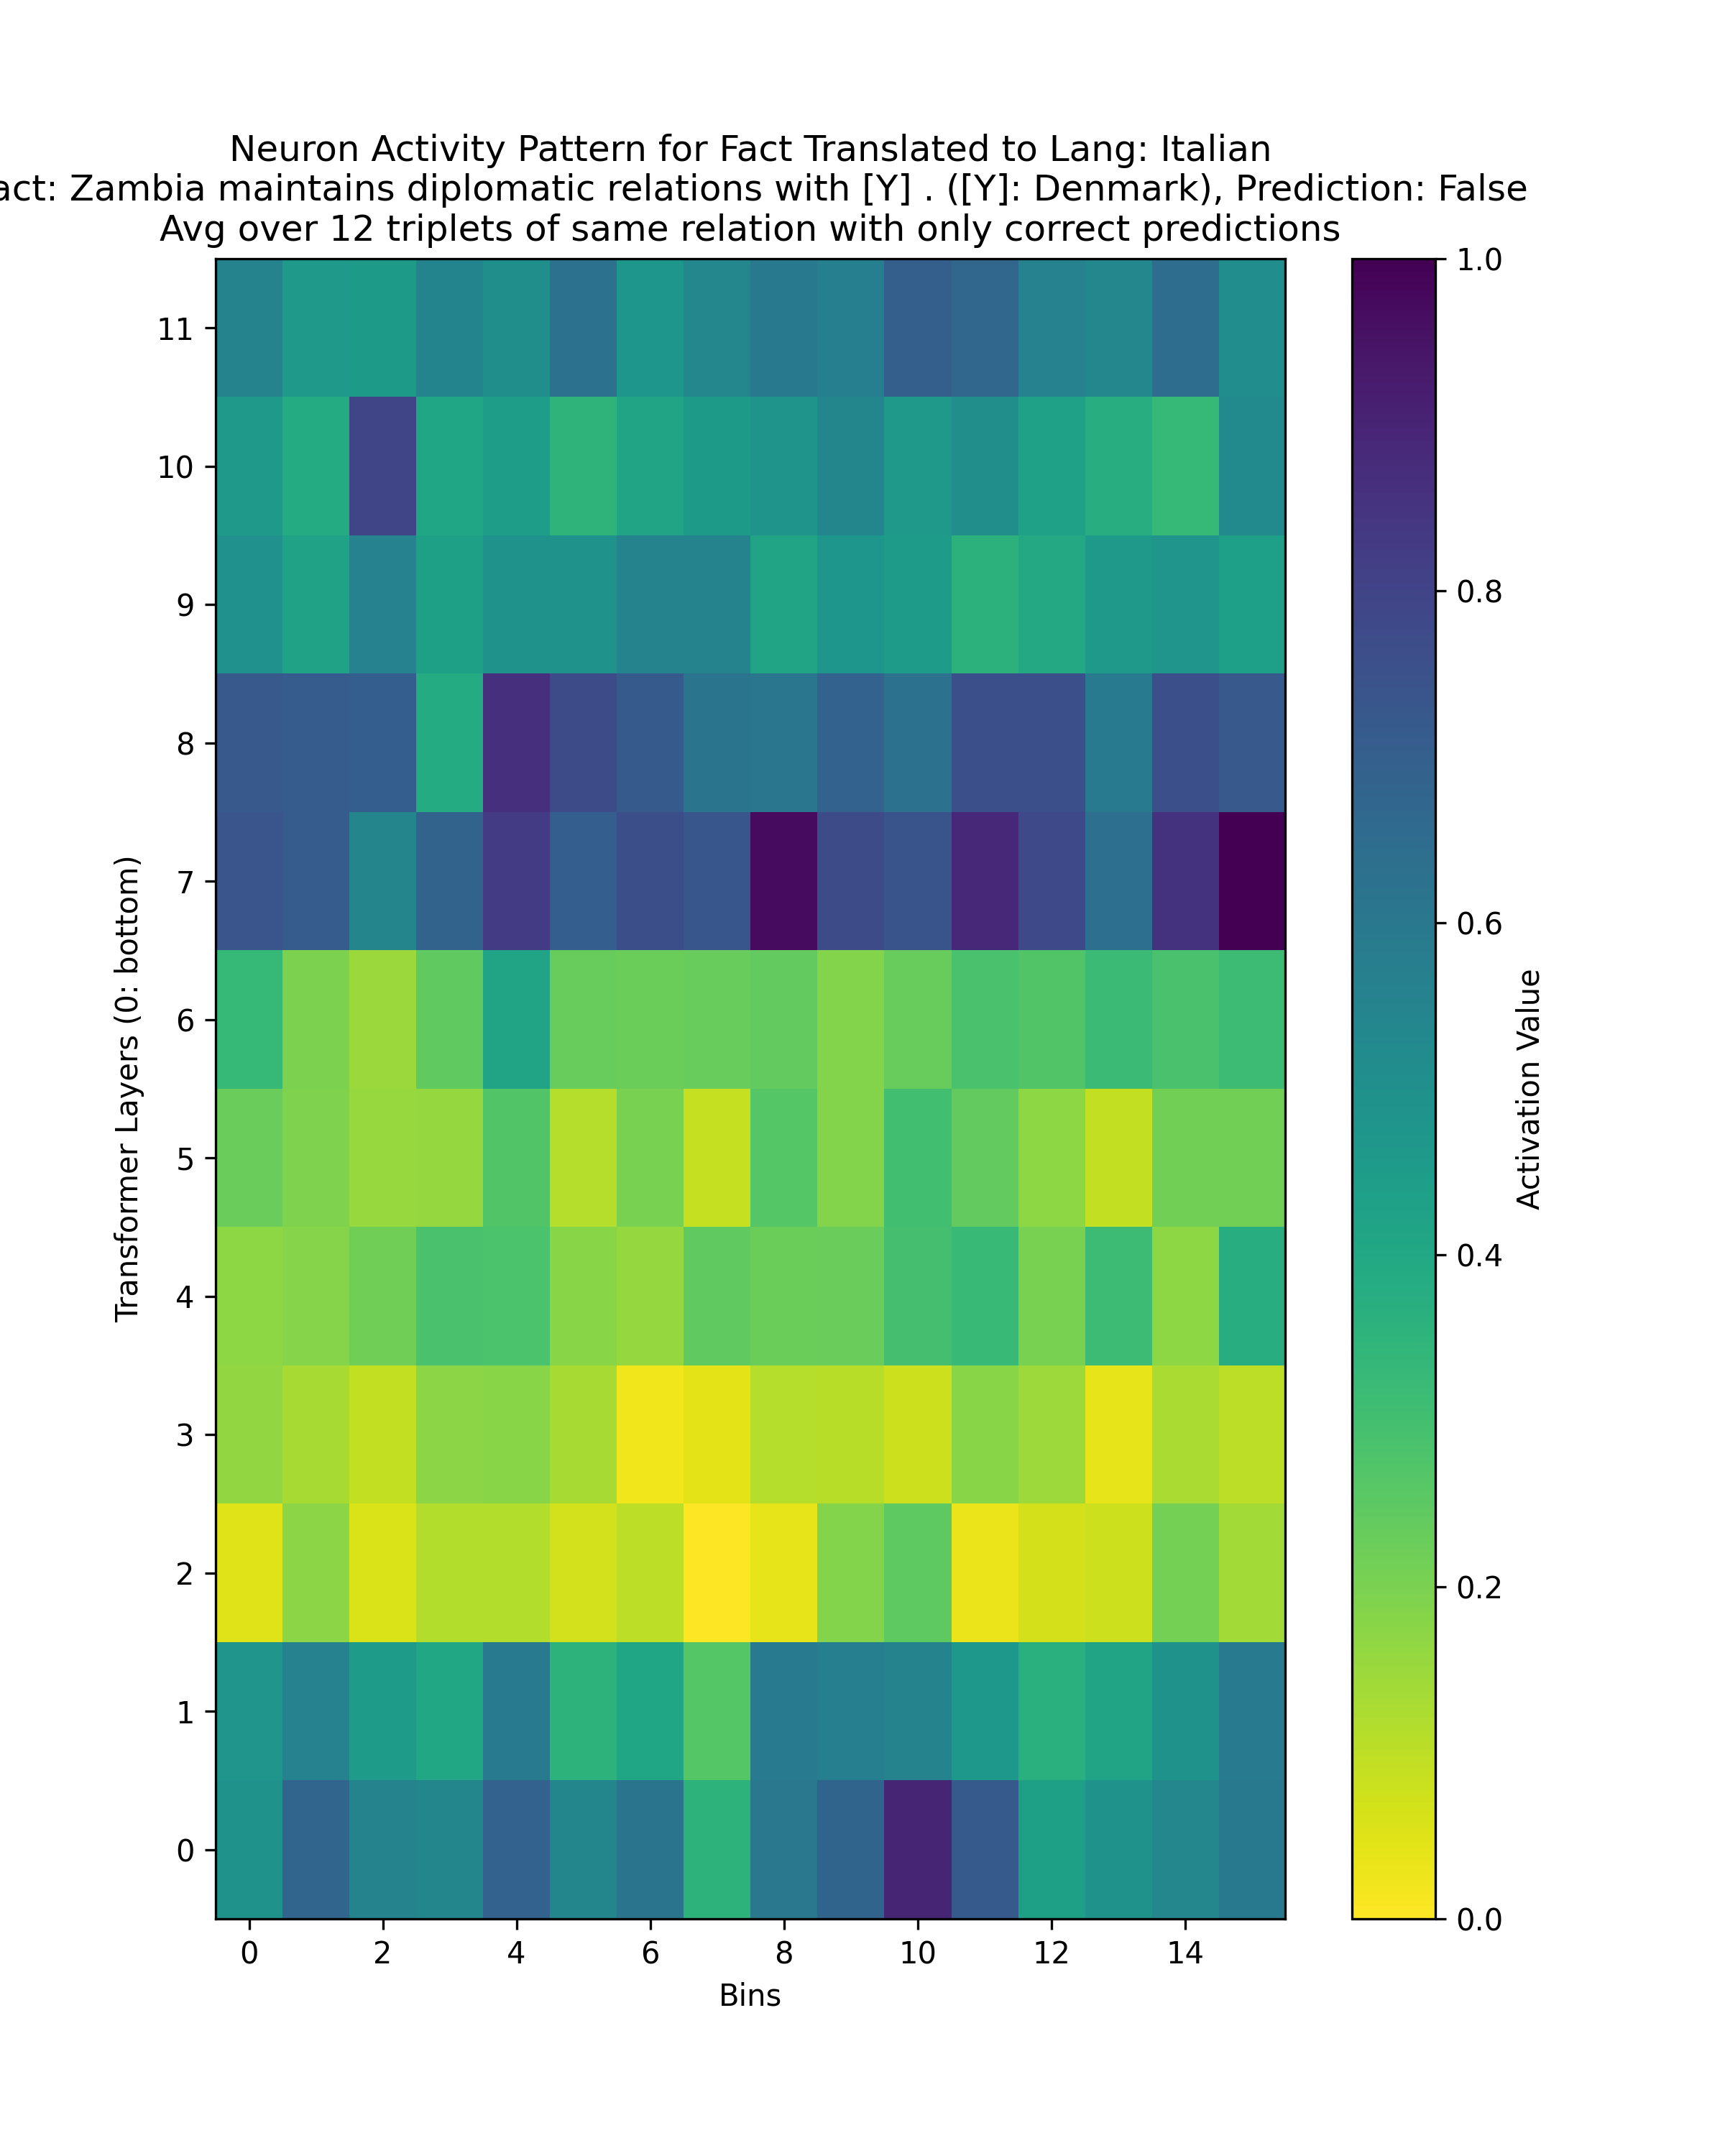 Neuron Activity Pattern for Fact Translated to Lang: Italian
act: Zambia maintains diplomatic relations with [Y] . ([Y]: Denmark), Prediction: False
Avg over 12 triplets of same relation with only correct predictions
Transformer Layers (0: bottom)
11
10
9
8
7
6
5
4
3
2
1
0
0 2 4 6 8 10 12 14
Bins
1.0
0.8
0.6
0.4
0.2
0.0
Activation Value